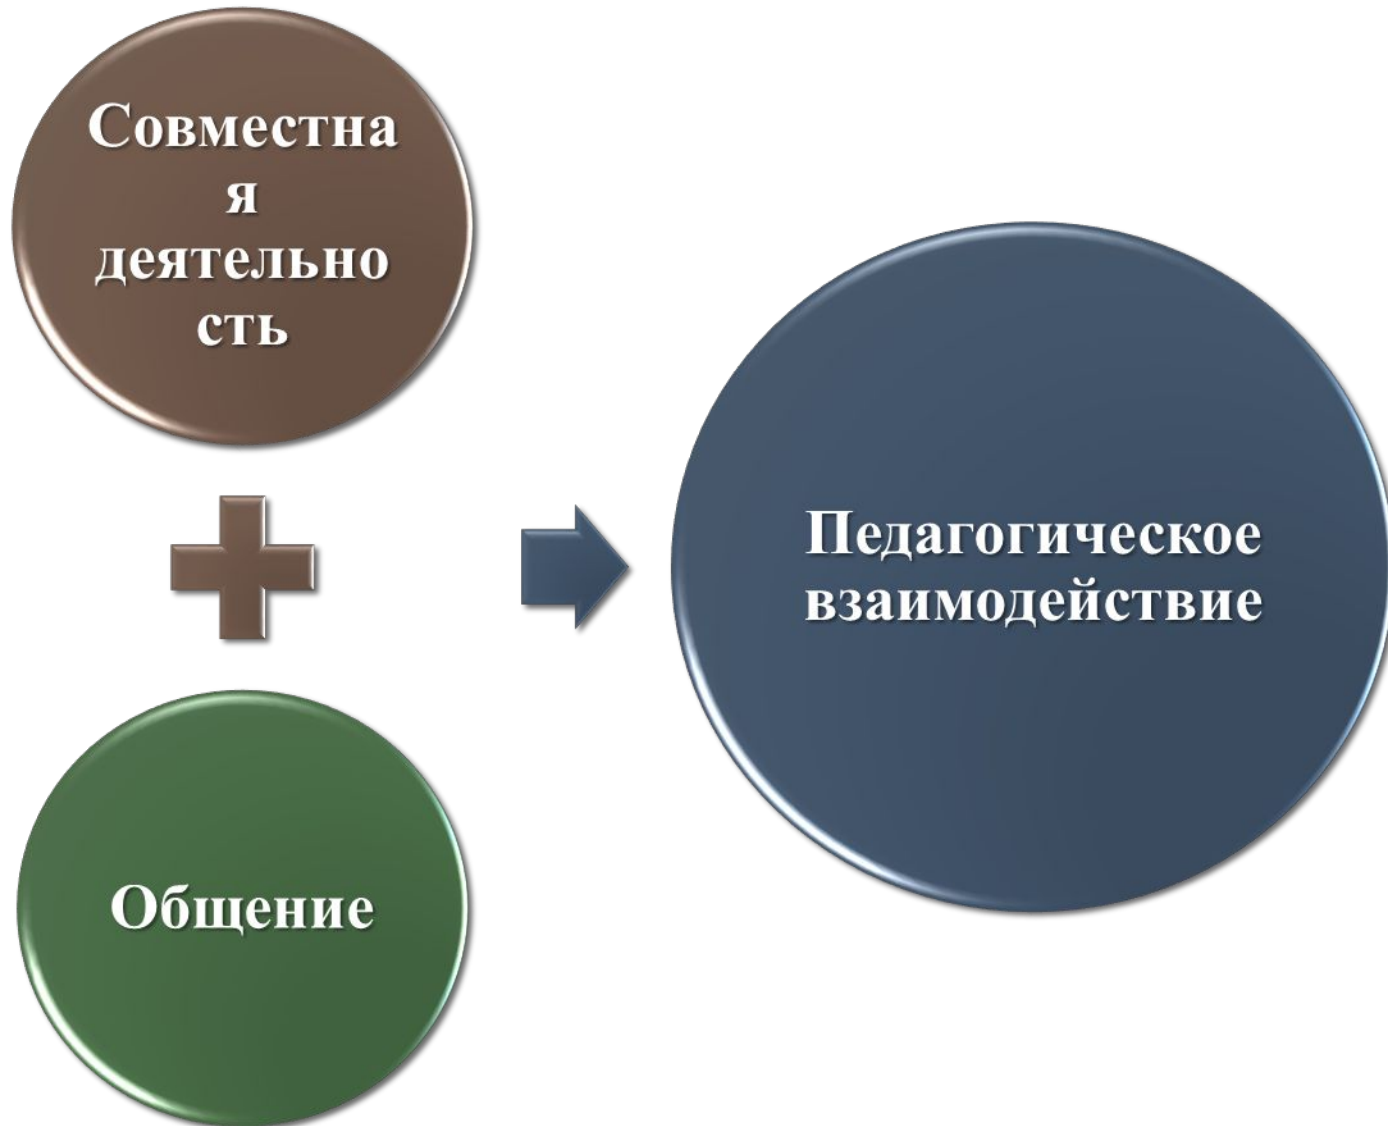 Совместна
я
деятельно
сть
Общение
Педагогическое
взаимодействие